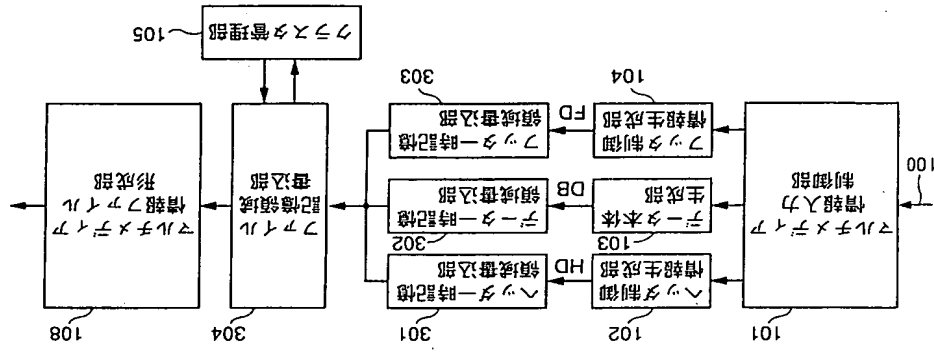 101
102
301
304
108
100
マルチメディア
情報入力
制御部
ヘッダ制御
情報生成部
HD
ヘッダ一時記憶
領域書込部
103
データ本体
生成部
DB
302
データ一時記憶
領域書込部
104
フッタ制御
情報生成部
FD
303
フッタ一時記憶
領域書込部
ファイル
記憶領域
書込部
マルチメディア
情報ファイル
形成部
105
クラスタ管理部